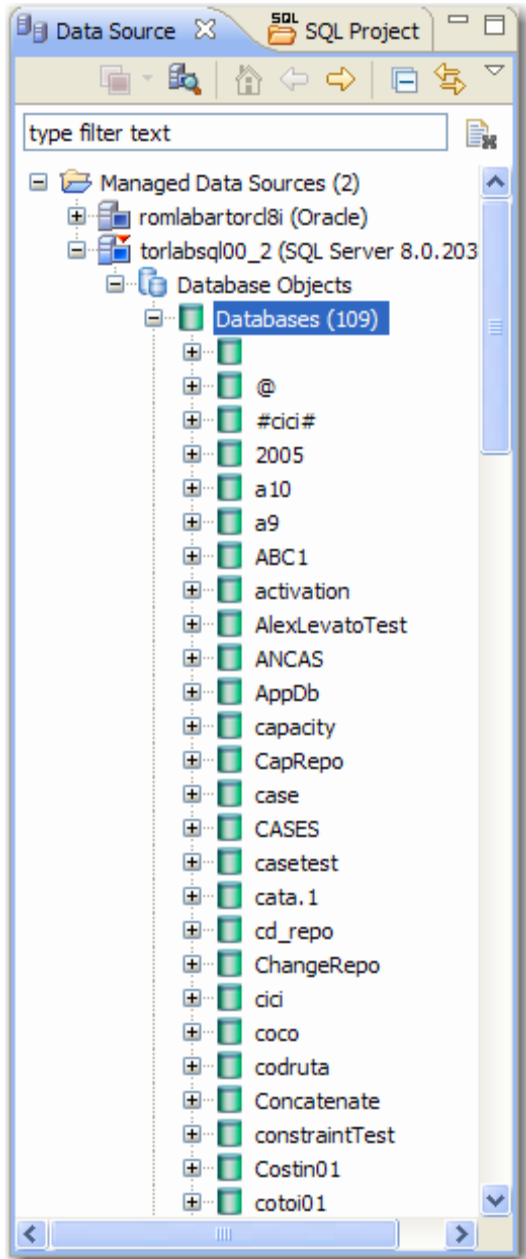 Data Source SQL SQL Project
type filter text
Managed Data Sources (2)
romlabartorcl8i (Oracle)
torlabsql00_2 (SQL Server 8.0.203
Database Objects
Databases (109)
@
#cici#
2005
a10
a9
ABC1
activation
AlexLevatoTest
ANCAS
AppDb
capacity
CapRepo
case
CASES
casetest
cata.1
cd_repo
ChangeRepo
cici
coco
codruta
Concatenate
constraintTest
Costin01
cotoi01